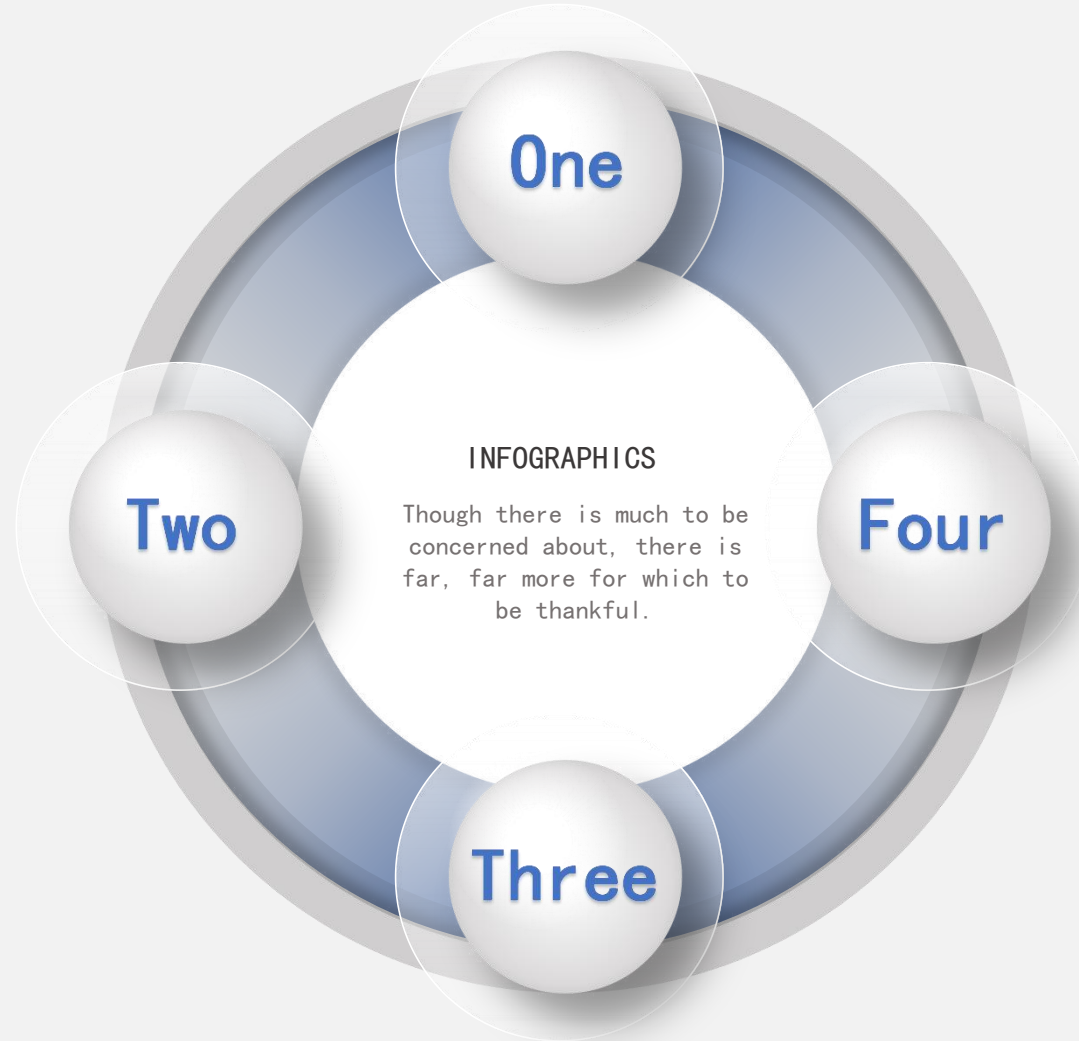 One
Two
INFOGRAPHICS
Though there is much to be
concerned about, there is
far, far more for which to
be thankful.
Four
Three